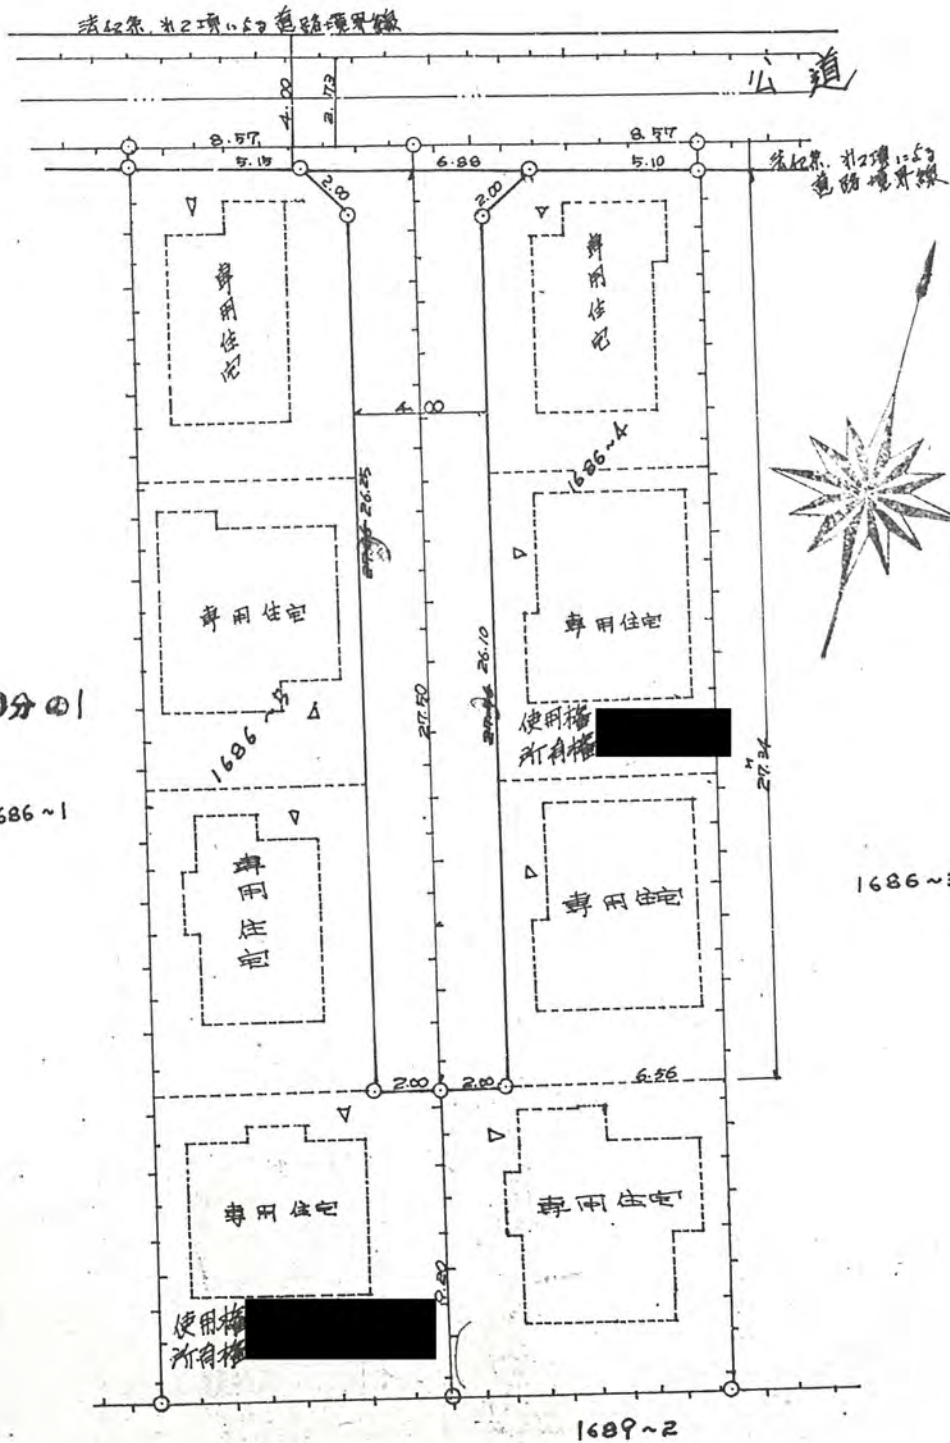 法42条、オ2項による道路境界線
公道
4.00
2.73
8.57
8.57
5.15
6.88
5.10
法42条、オ2項による
道路境界線
2.00
2.00
専用住宅
専用住宅
4.00
1686~4
26.25
専用住宅
専用住宅
26.10
27.50
使用権
所有権
27.34
M
1686~1
専用住宅
専用住宅
2.00
2.00
6.56
専用住宅
専用住宅
使用権
所有権
1689~2